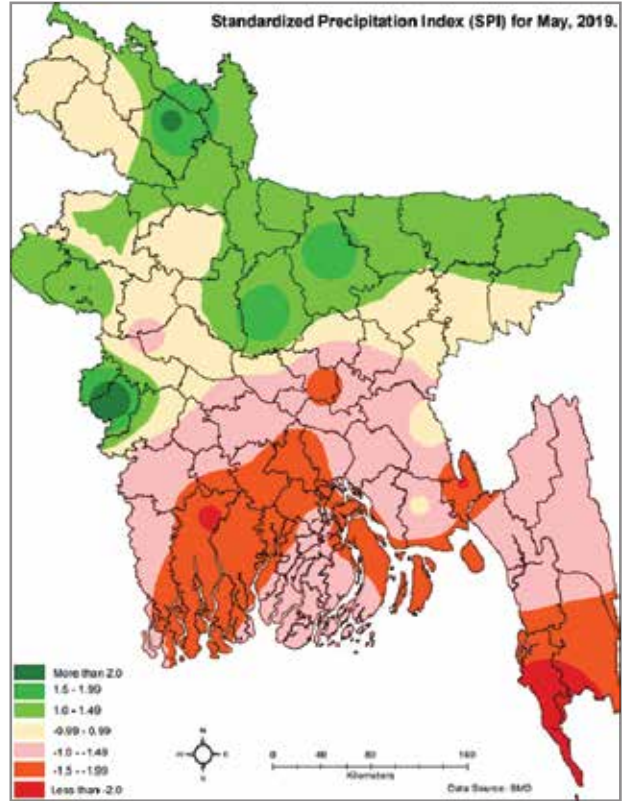 Standardized Precipitation Index (SPI) for May, 2019.
More than 2.0
1.5 - 1.99
1.0 - 1.49
-0.99 - 0.99
-1.0 - -1.49
-1.5 - -1.99
Less than -2.0
N
W E
S
0 40 80 160
Kilometers
Data Source: BMD